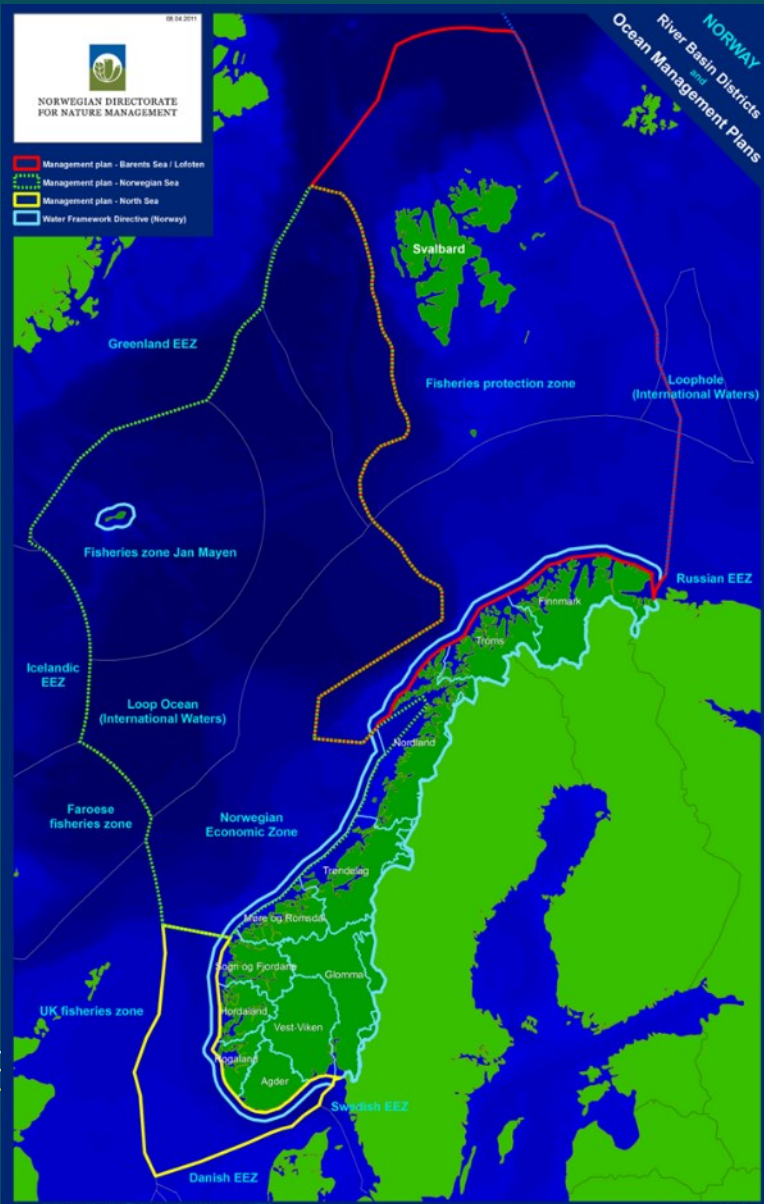 08.04.2011
NORWEGIAN DIRECTORATE
FOR NATURE MANAGEMENT
NORWAY
River Basin Districts
and
Ocean Management Plans
Management plan - Barents Sea / Lofoten
Management plan - Norwegian Sea
Management plan - North Sea
Water Framework Directive (Norway)
Svalbard
Greenland EEZ
Fisheries protection zone
Loophole
(International Waters)
Fisheries zone Jan Mayen
Russian EEZ
Finnmark
Troms
Icelandic
EEZ
Loop Ocean
(International Waters)
Nordland
Faroese
fisheries zone
Norwegian
Economic Zone
Trøndelag
Møre og Romsdal
Sogn og Fjordane
Glomma
UK fisheries zone
Hordaland
Vest-Viken
Rogaland
Agder
Swedish EEZ
Danish EEZ